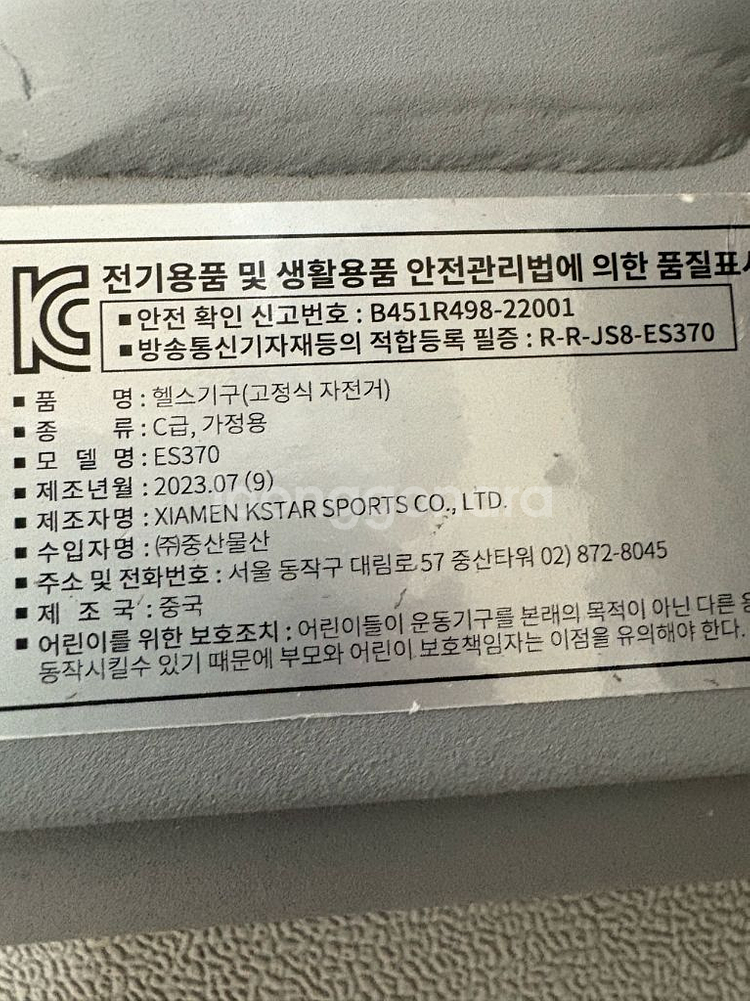 KC 전기용품 및 생활용품 안전관리법에 의한 품질표시
■ 안전 확인 신고번호 : B451R498-22001
■ 방송통신기자재등의 적합등록 필증 : R-R-JS8-ES370
■ 품 명 : 헬스기구(고정식 자전거)
■ 종 류 : C급, 가정용
■ 모 델 명 : ES370
■ 제조년월 : 2023.07 (9)
■ 제조자명 : XIAMEN KSTAR SPORTS CO., LTD.
■ 수입자명 : ㈜중산물산
■ 주소 및 전화번호 : 서울 동작구 대림로 57 중산타워 02) 872-8045
■ 제 조 국 : 중국
■ 어린이를 위한 보호조치 : 어린이들이 운동기구를 본래의 목적이 아닌 다른
동작시킬수 있기 때문에 부모와 어린이 보호책임자는 이점을 유의해야 한다.
joonggonara